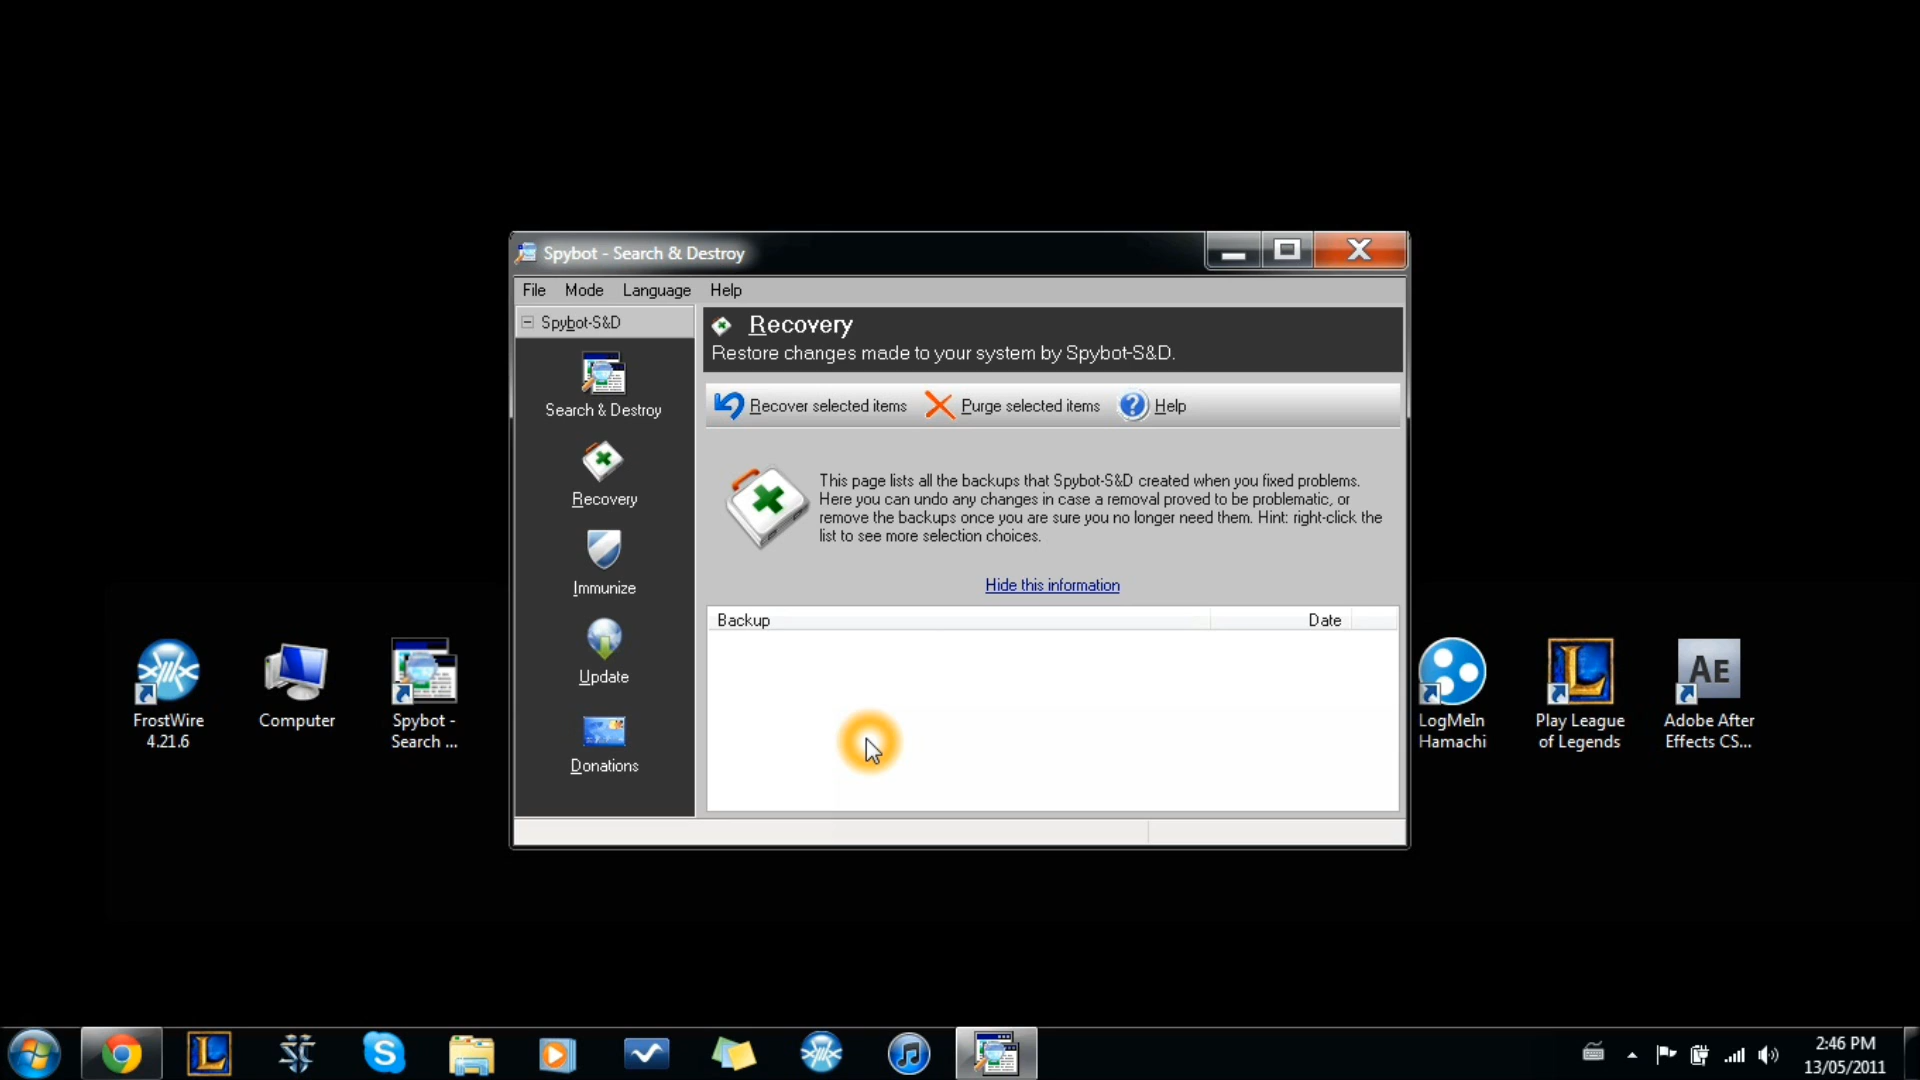 Spybot - Search & Destroy
File Mode Language Help
Spybot-S&D
Search & Destroy
Recovery
Immunize
Update
Donations
Recovery
Restore changes made to your system by Spybot-S&D.
Recover selected items Purge selected items Help
This page lists all the backups that Spybot-S&D created when you fixed problems.
Here you can undo any changes in case a removal proved to be problematic, or
remove the backups once you are sure you no longer need them. Hint: right-click the
list to see more selection choices.
Hide this information
Backup Date
FrostWire
4.21.6
Computer
Spybot -
Search ...
LogMeIn
Hamachi
Play League
of Legends
AE
Adobe After
Effects CS...
2:46 PM
13/05/2011